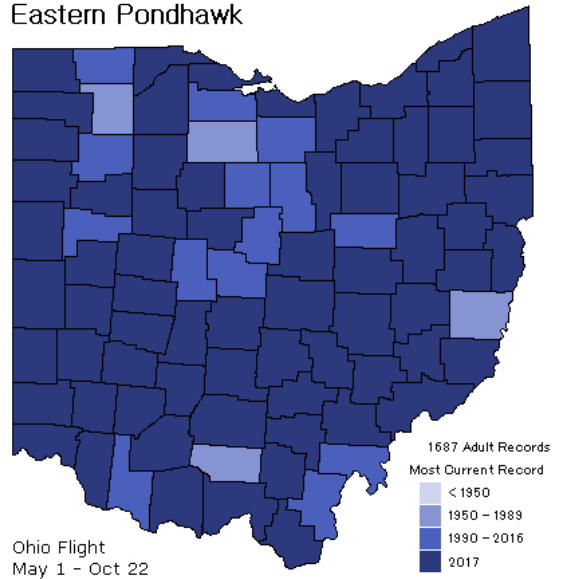 Eastern Pondhawk
1687 Adult Records
Most Current Record
< 1950
1950 - 1989
1990 - 2016
2017
Ohio Flight
May 1 - Oct 22